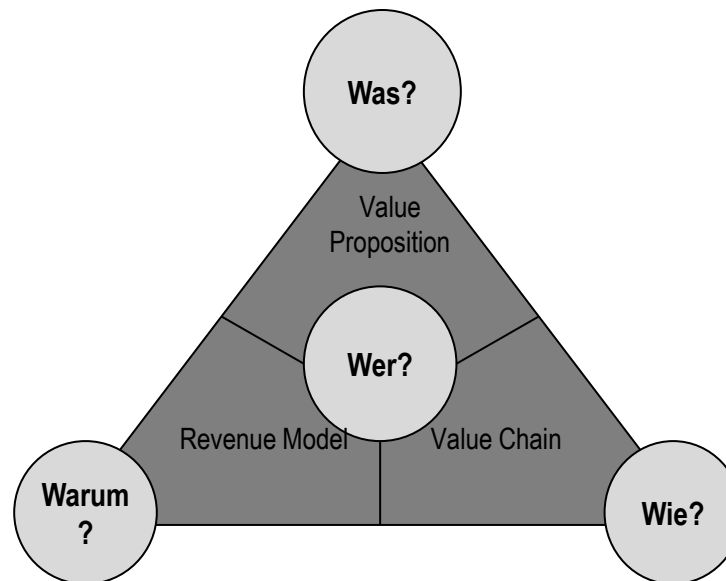 Was?
Value
Proposition
Wer?
Revenue Model
Value Chain
Warum
?
Wie?